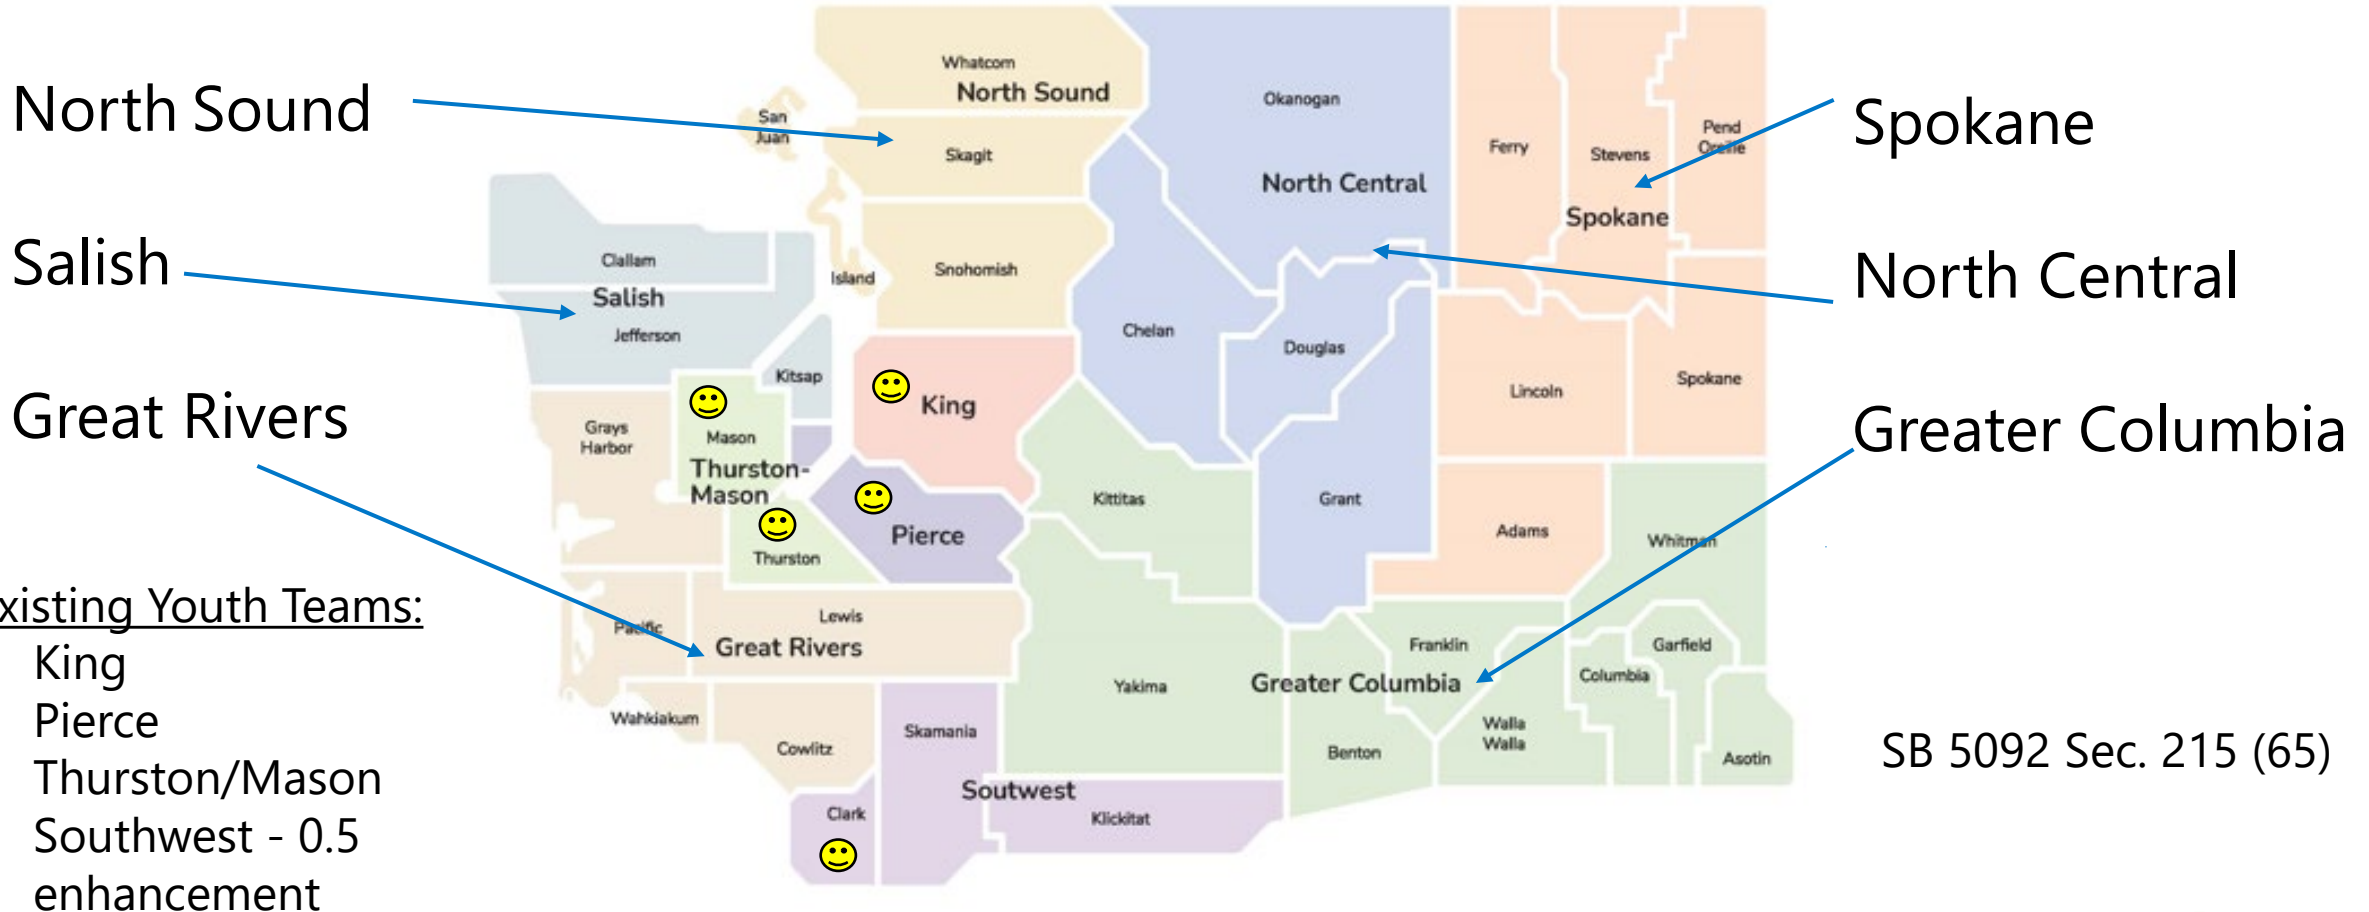 North Sound
Salish
Great Rivers
xisting Youth Teams:
King
Pierce
Thurston/Mason
Southwest - 0.5
enhancement
Whatcom
North Sound
San
Juan
Skagit
Island
Snohomish
Clallam
Salish
Jefferson
Kitsap
King
Grays
Harbor
Mason
Thurston-
Mason
Thurston
Pierce
Pacific
Lewis
Great Rivers
Wahkiakum
Cowlitz
Skamania
Soutwest
Clark
Klickitat
Okanogan
North Central
Chelan
Douglas
Grant
Kittitas
Yakima
Greater Columbia
Benton
Franklin
Walla
Walla
Columbia
Garfield
Asotin
Whitman
Ferry
Stevens
Pend
Oreille
Spokane
Lincoln
Spokane
Adams
Spokane
North Central
Greater Columbia
SB 5092 Sec. 215 (65)